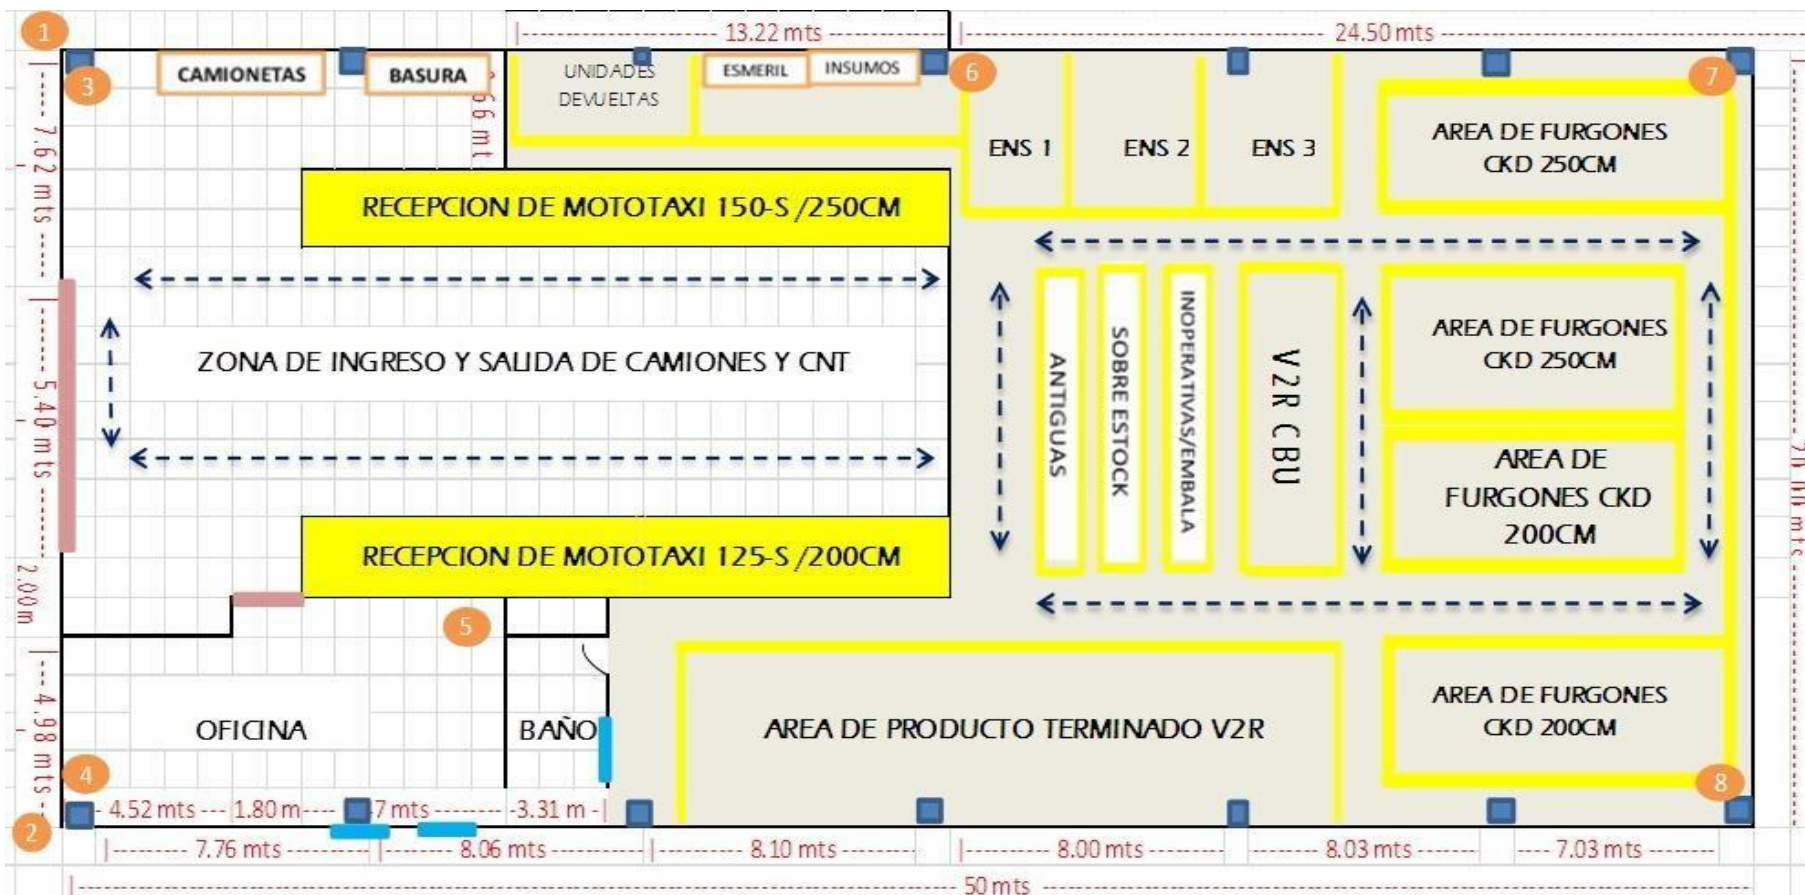 1
13.22 mts
24.50 mts
3
CAMIONETAS
BASURA
UNIDADES
DEVUELTAS
ESMERIL
INSUMOS
6
7
7.62 mts
66 mt
ENS 1
ENS 2
ENS 3
AREA DE FURGONES
CKD 250CM
RECEPCION DE MOTOTAXI 150-S /250CM
ZONA DE INGRESO Y SALIDA DE CAMIONES Y CNT
5.40 mts
ANTIGUAS
SOBRE ESTOCK
INOPERATIVAS/EMBALA
V2R CBU
AREA DE FURGONES
CKD 250CM
AREA DE
FURGONES CKD
200CM
RECEPCION DE MOTOTAXI 125-S /200CM
2.00m
5
4.98 mts
OFICINA
BAÑO
AREA DE PRODUCTO TERMINADO V2R
AREA DE FURGONES
CKD 200CM
4
8
4.52 mts
1.80 m
7 mts
3.31 m
2
7.76 mts
8.06 mts
8.10 mts
8.00 mts
8.03 mts
7.03 mts
50 mts